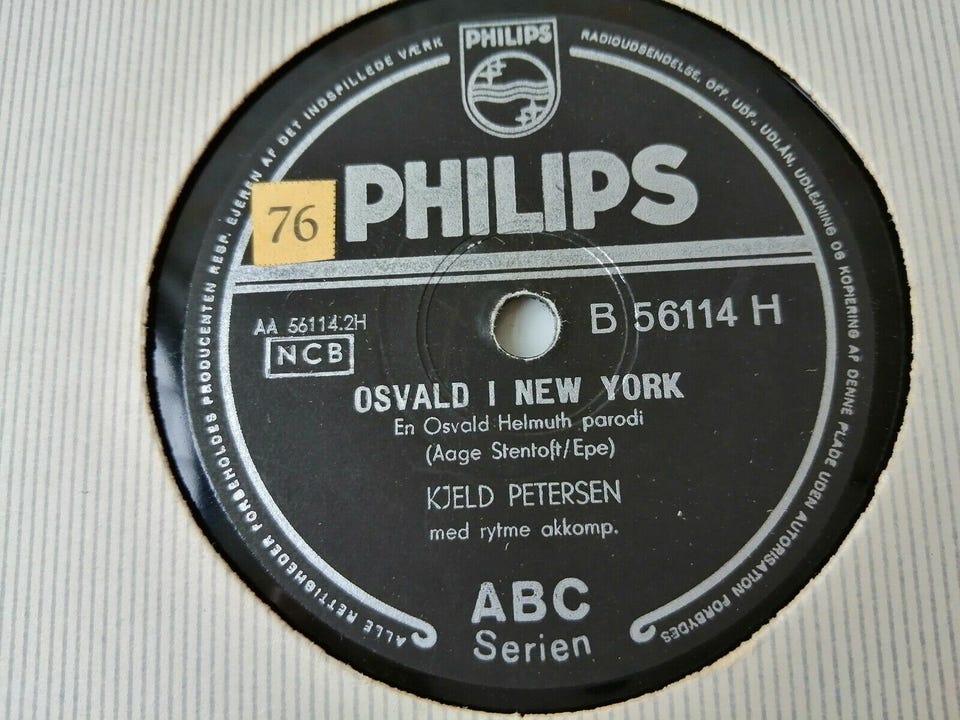 PHILIPS
ALLE RETTIGHEDER FORBEHOLDES PRODUCENTEN RESP. EJEREN AF DET INDSPILLEDE VÆRK
RADIOUDSENDELSE, OFF. UDF., UDLÅN, UDLEJNING OG KOPIERING AF DENNE PLADE UDEN AUTORISATION FORBYDES
PHILIPS
76
AA 56114.2H
NCB
B 56114 H
OSVALD I NEW YORK
En Osvald Helmuth parodi
(Aage Stentoft/Epe)
KJELD PETERSEN
med rytme akkomp.
ABC
Serien